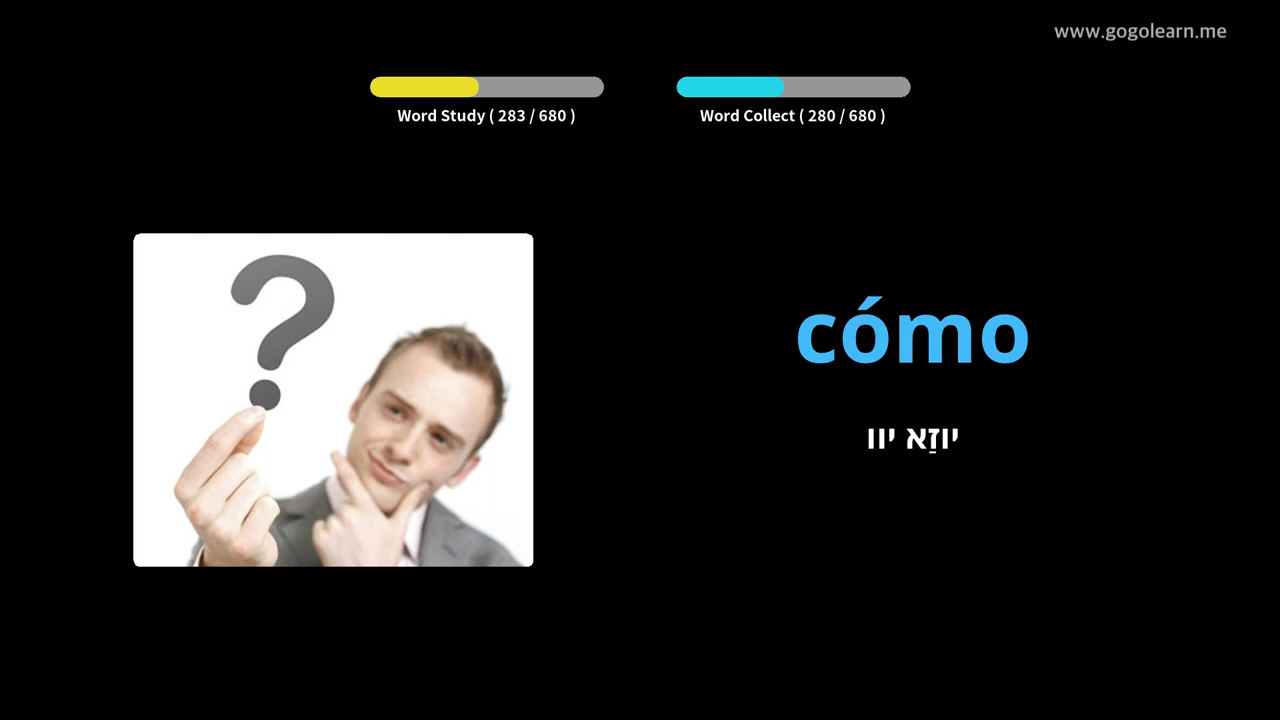 www.gogolearn.me
Word Study ( 283 / 680 )
Word Collect ( 280 / 680 )
cómo
יוזַא יוו